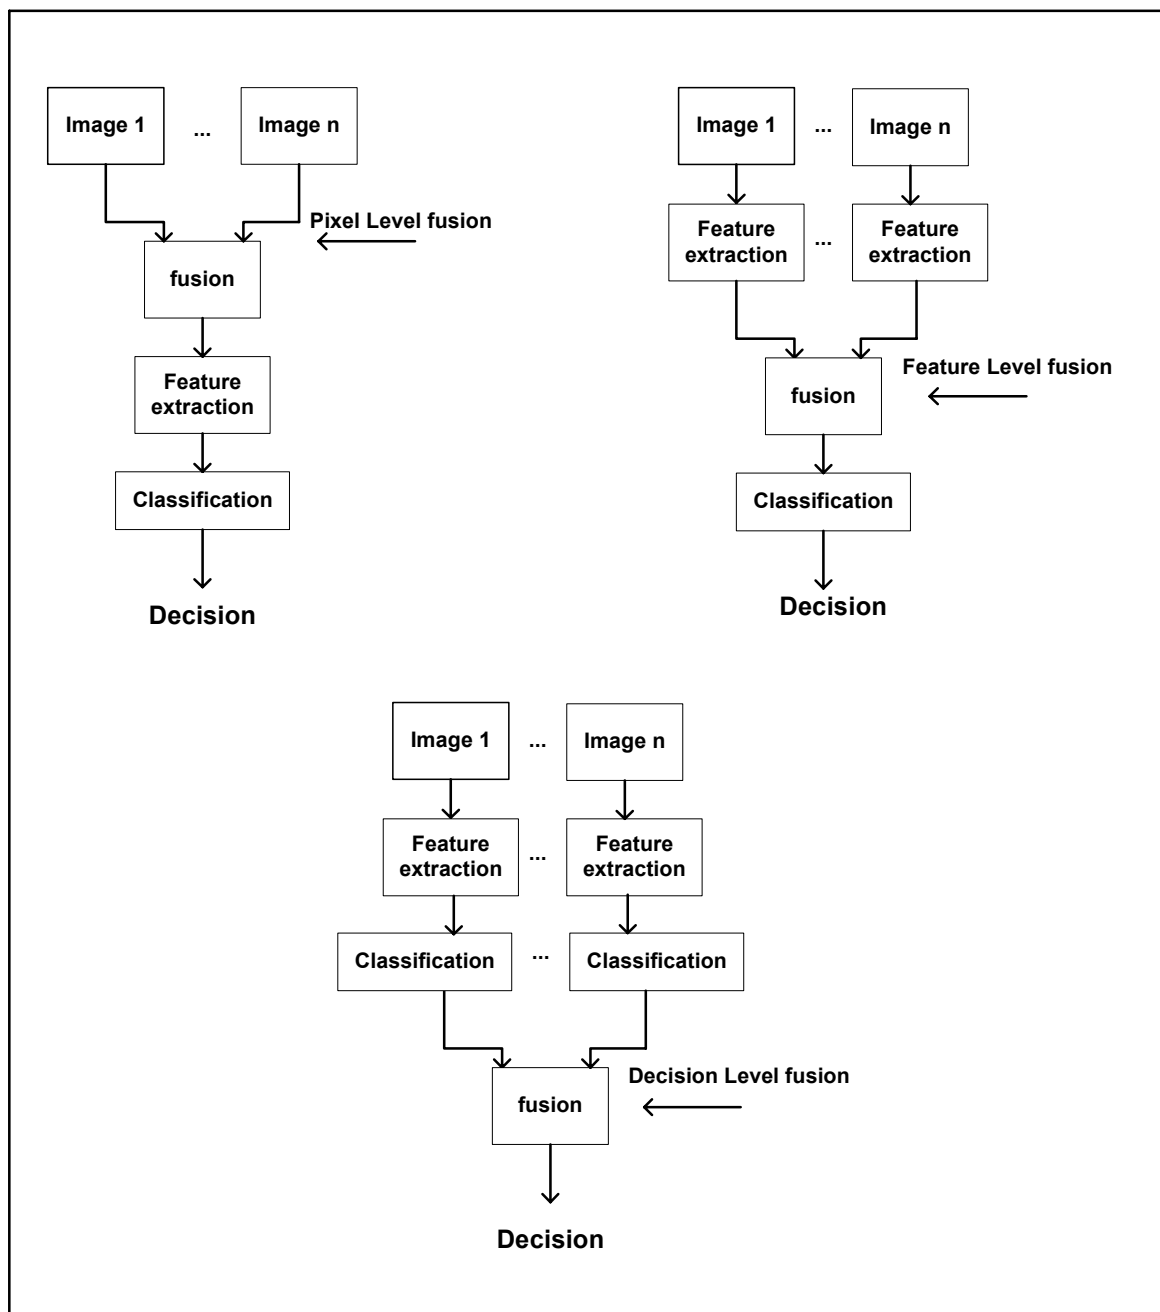 Image 1
...
Image n
Pixel Level fusion
fusion
Feature
extraction
Classification
Decision
Image 1
...
Image n
Feature
extraction
...
Feature
extraction
Feature Level fusion
fusion
Classification
Decision
Image 1
...
Image n
Feature
extraction
...
Feature
extraction
Classification
...
Classification
Decision Level fusion
fusion
Decision